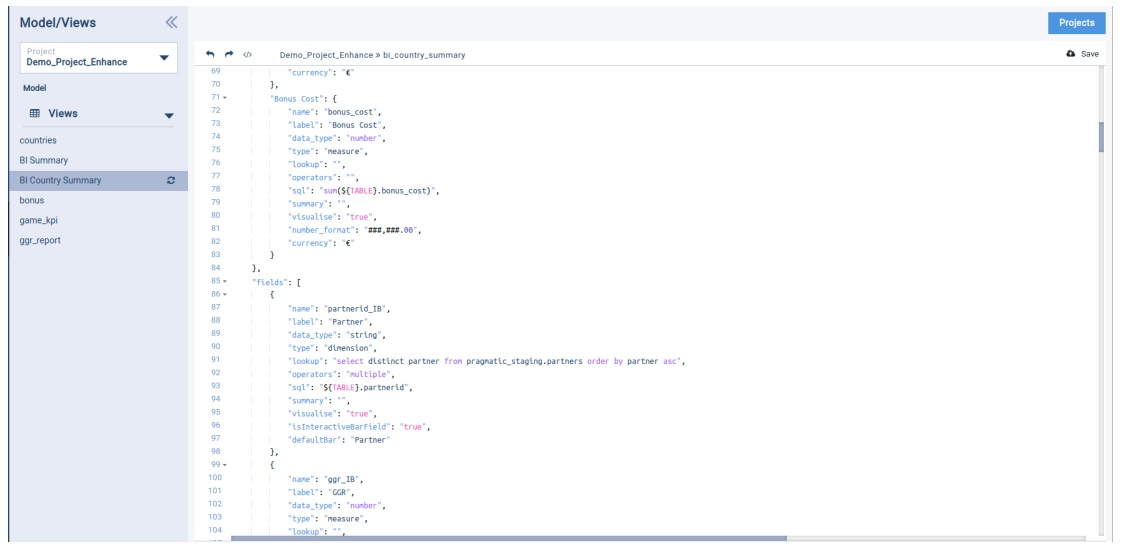 Model/Views
Projects
Project
Demo_Project_Enhance
Demo_Project_Enhance » bi_country_summary
Save
Model
Views
countries
BI Summary
BI Country Summary
bonus
game_kpi
ggr_report
69 "currency": "€"
70 },
71 "Bonus Cost": {
72 "name": "bonus_cost",
73 "label": "Bonus Cost",
74 "data_type": "number",
75 "type": "measure",
76 "lookup": "",
77 "operators": "",
78 "sql": "sum(${TABLE}.bonus_cost)",
79 "summary": "",
80 "visualise": "true",
81 "number_format": "###,###.00",
82 "currency": "€"
83 }
84 },
85 "fields": [
86 {
87 "name": "partnerid_IB",
88 "label": "Partner",
89 "data_type": "string",
90 "type": "dimension",
91 "lookup": "select distinct partner from pragmatic_staging.partners order by partner asc",
92 "operators": "multiple",
93 "sql": "${TABLE}.partnerid",
94 "summary": "",
95 "visualise": "true",
96 "isInteractiveBarField": "true",
97 "defaultBar": "Partner"
98 },
99 {
100 "name": "ggr_IB",
101 "label": "GGR",
102 "data_type": "number",
103 "type": "measure",
104 "lookup": "",